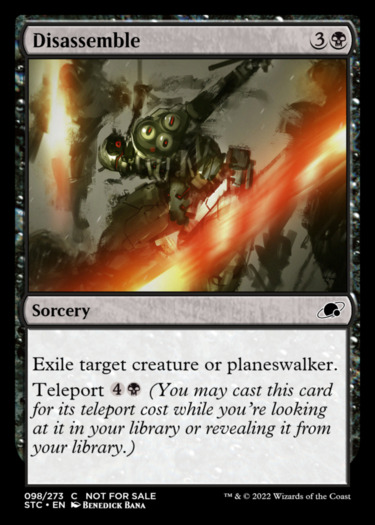 Disassemble 3
Sorcery
Exile target creature or planeswalker.
Teleport 4 (You may cast this card
for its teleport cost while you're looking
at it in your library or revealing it from
your library.)
098/273 C NOT FOR SALE
STC • EN Benedick Bana
™ & © 2022 Wizards of the Coast